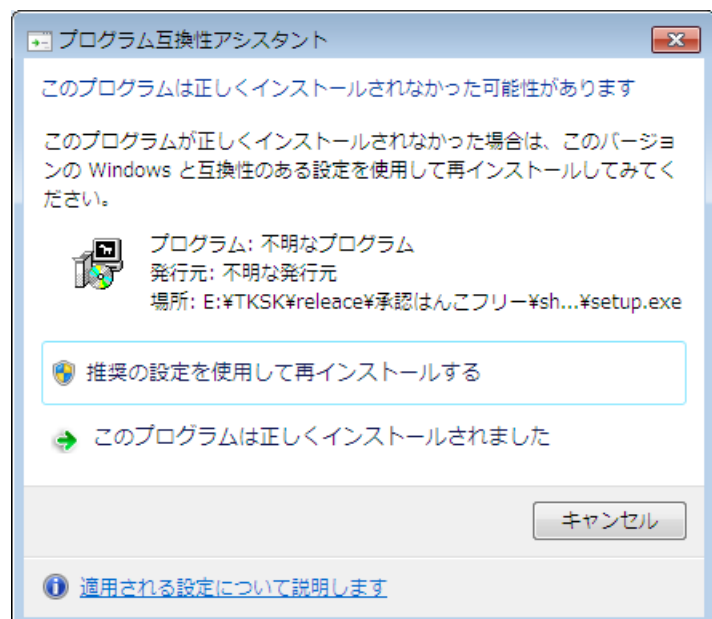 プログラム互換性アシスタント
このプログラムは正しくインストールされなかった可能性があります
このプログラムが正しくインストールされなかった場合は、このバージョ
ンの Windows と互換性のある設定を使用して再インストールしてみてく
ださい。
プログラム: 不明なプログラム
発行元: 不明な発行元
場所: E:¥TKSK¥releace¥承認はんこフリー¥sh...¥setup.exe
推奨の設定を使用して再インストールする
このプログラムは正しくインストールされました
キャンセル
適用される設定について説明します